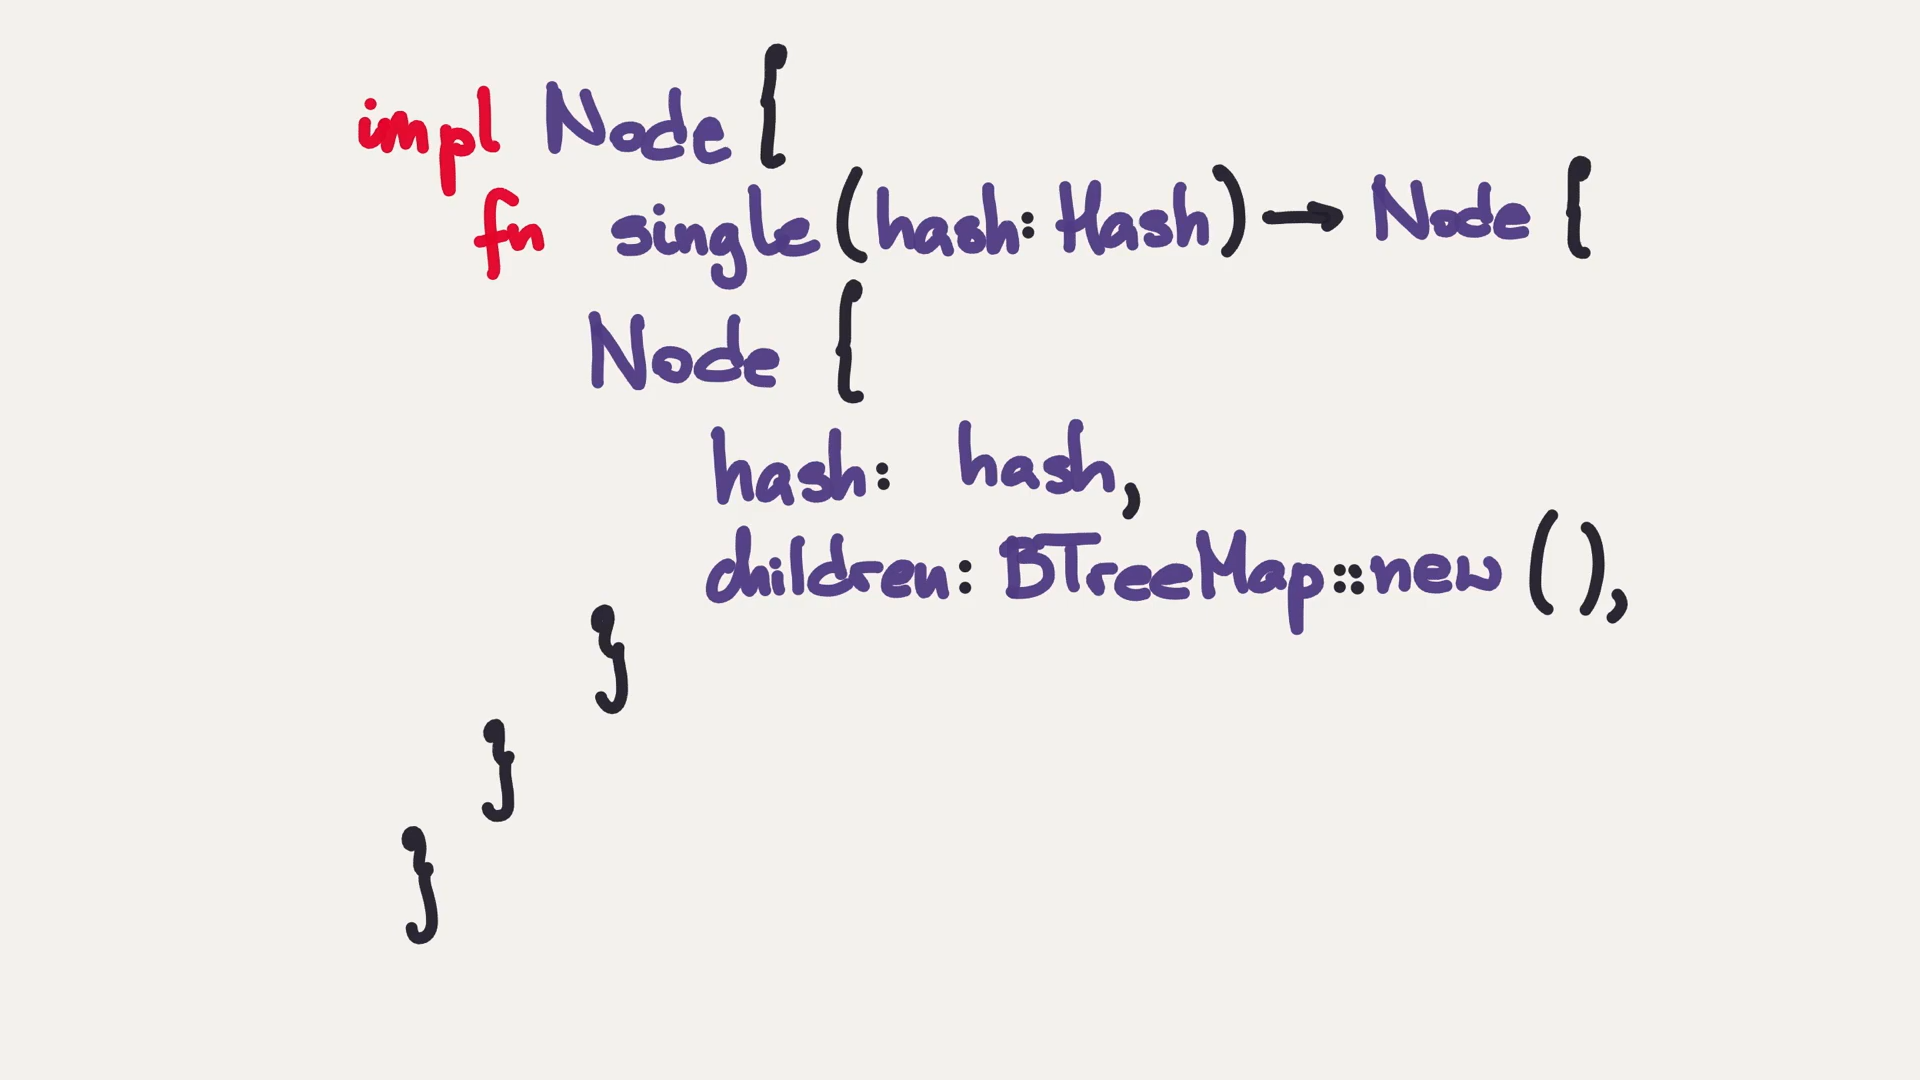 impl Node {
fn single(hash: Hash) → Node {
Node {
hash: hash,
children: BTreeMap::new(),
}
}
}